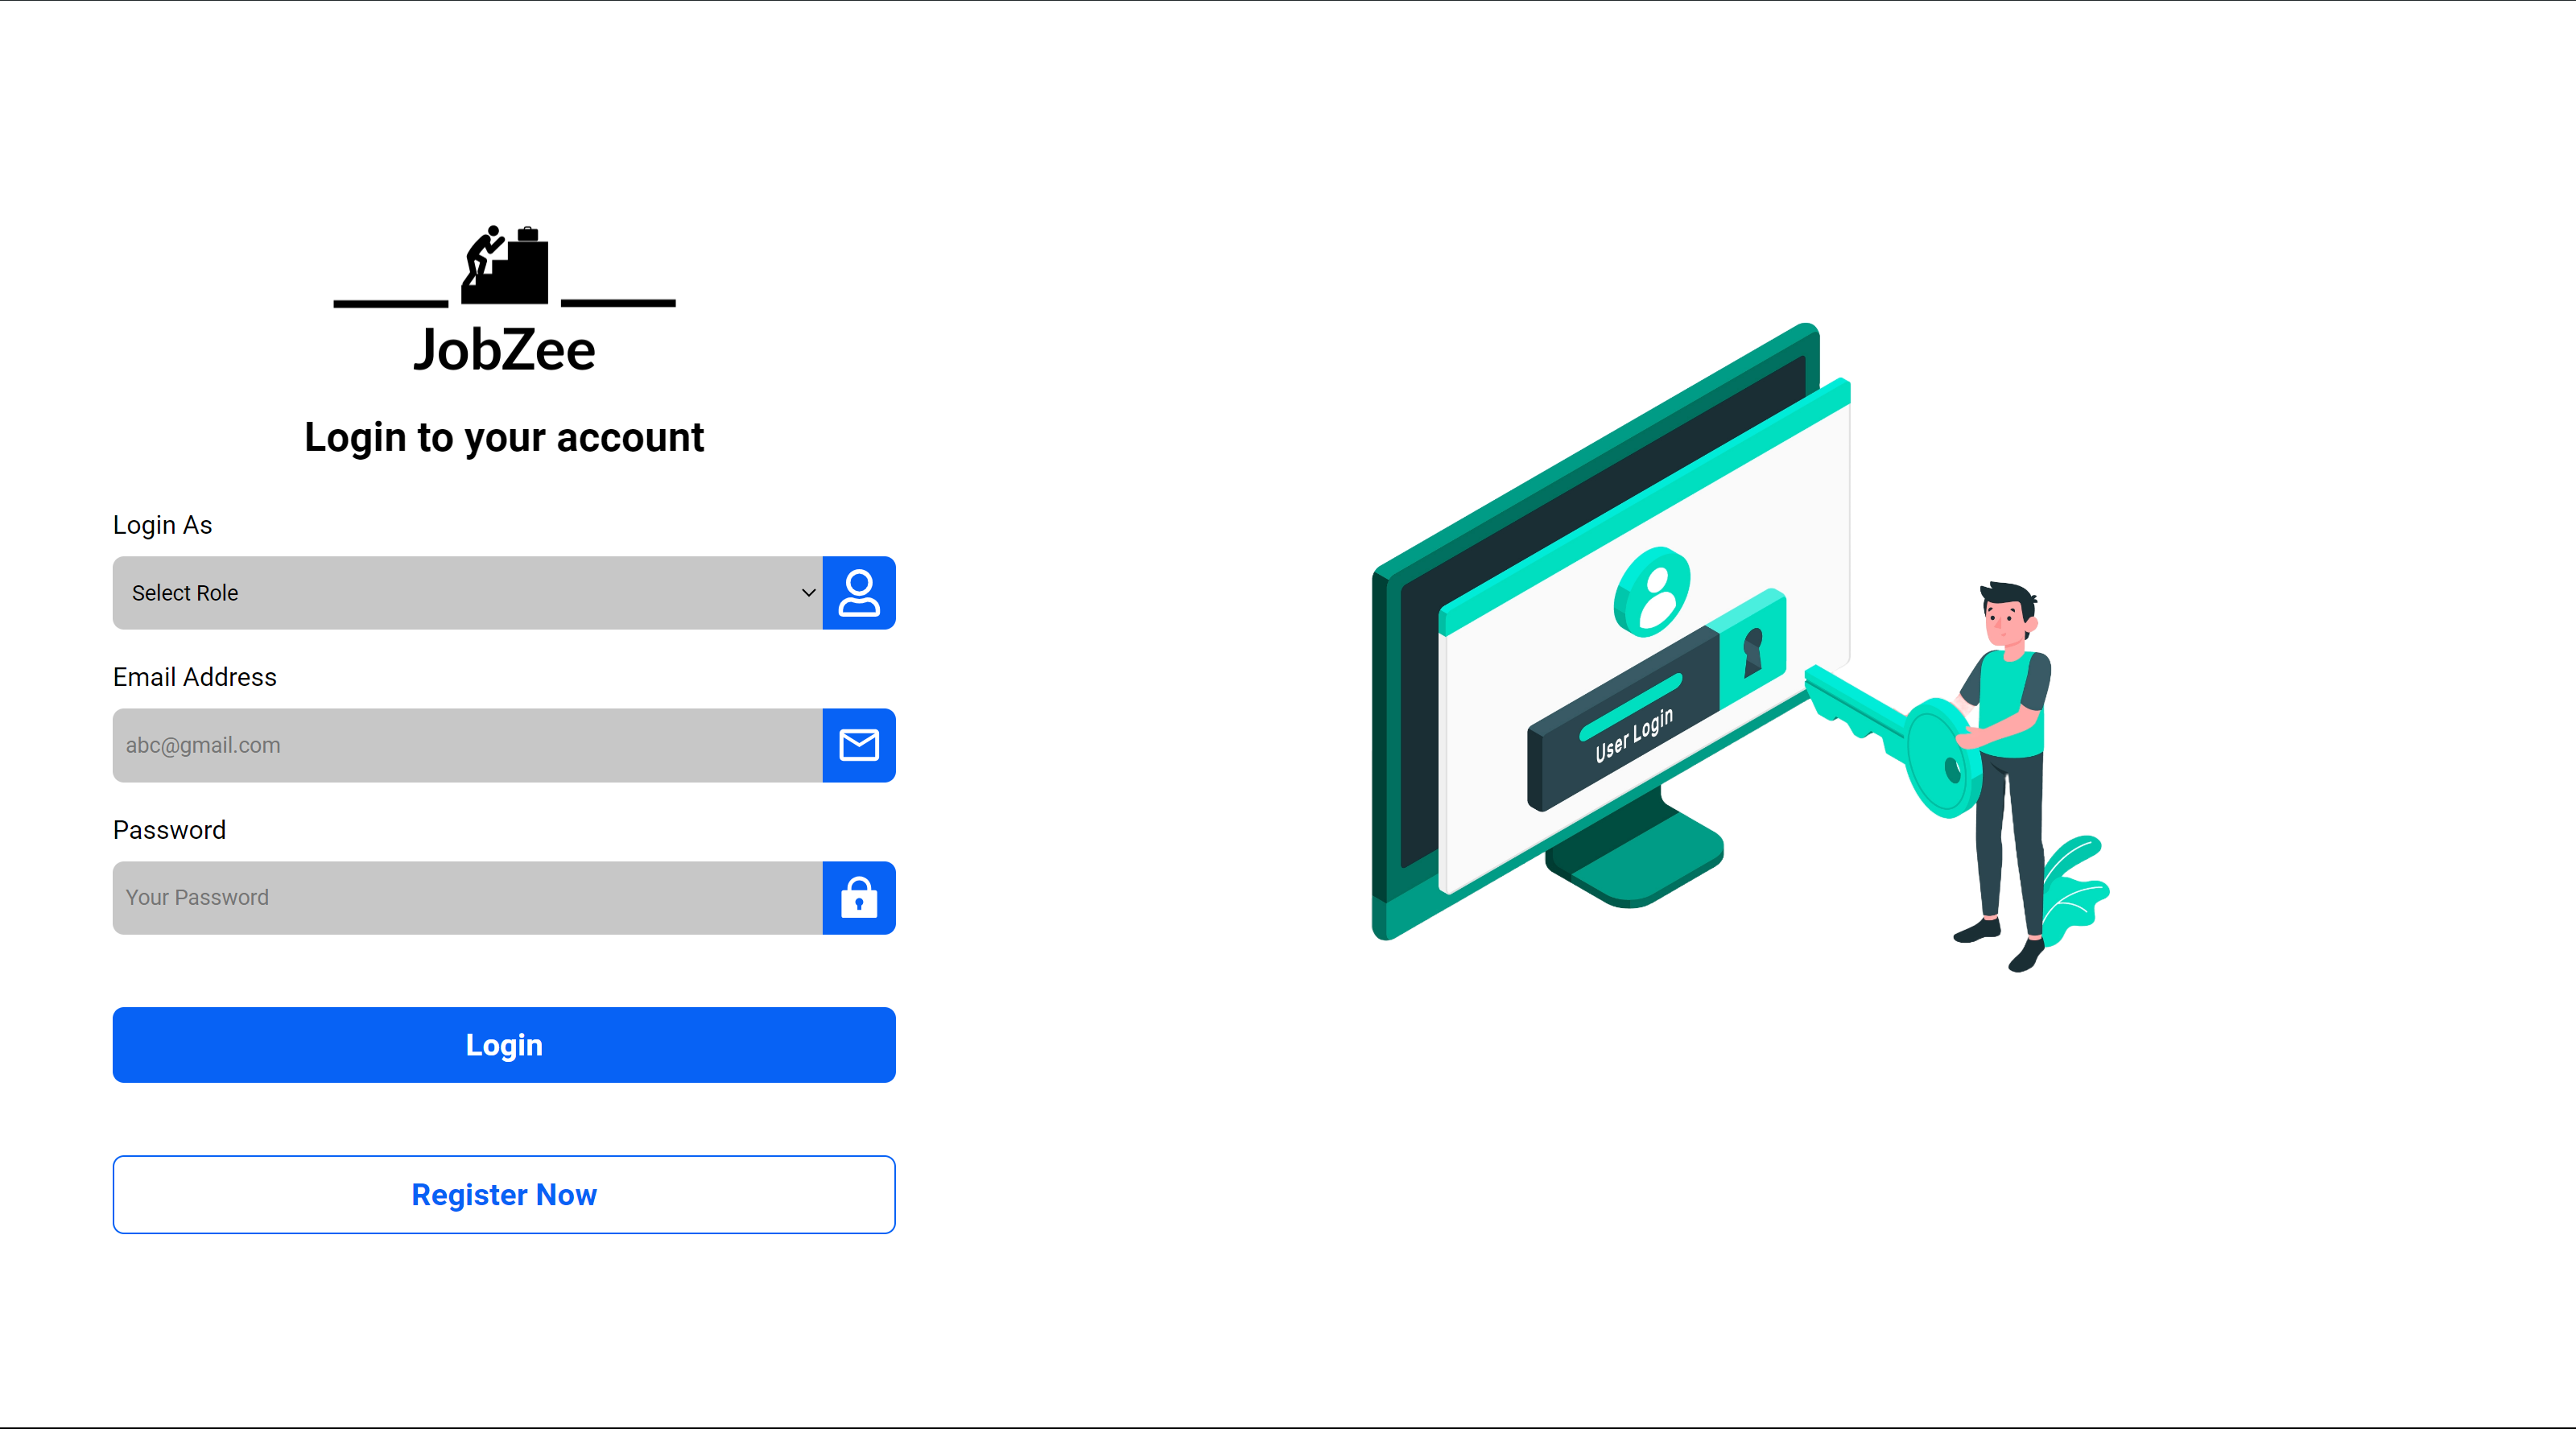 JobZee
Login to your account
Login As
Select Role
Email Address
abc@gmail.com
Password
Your Password
Login
Register Now
User Login